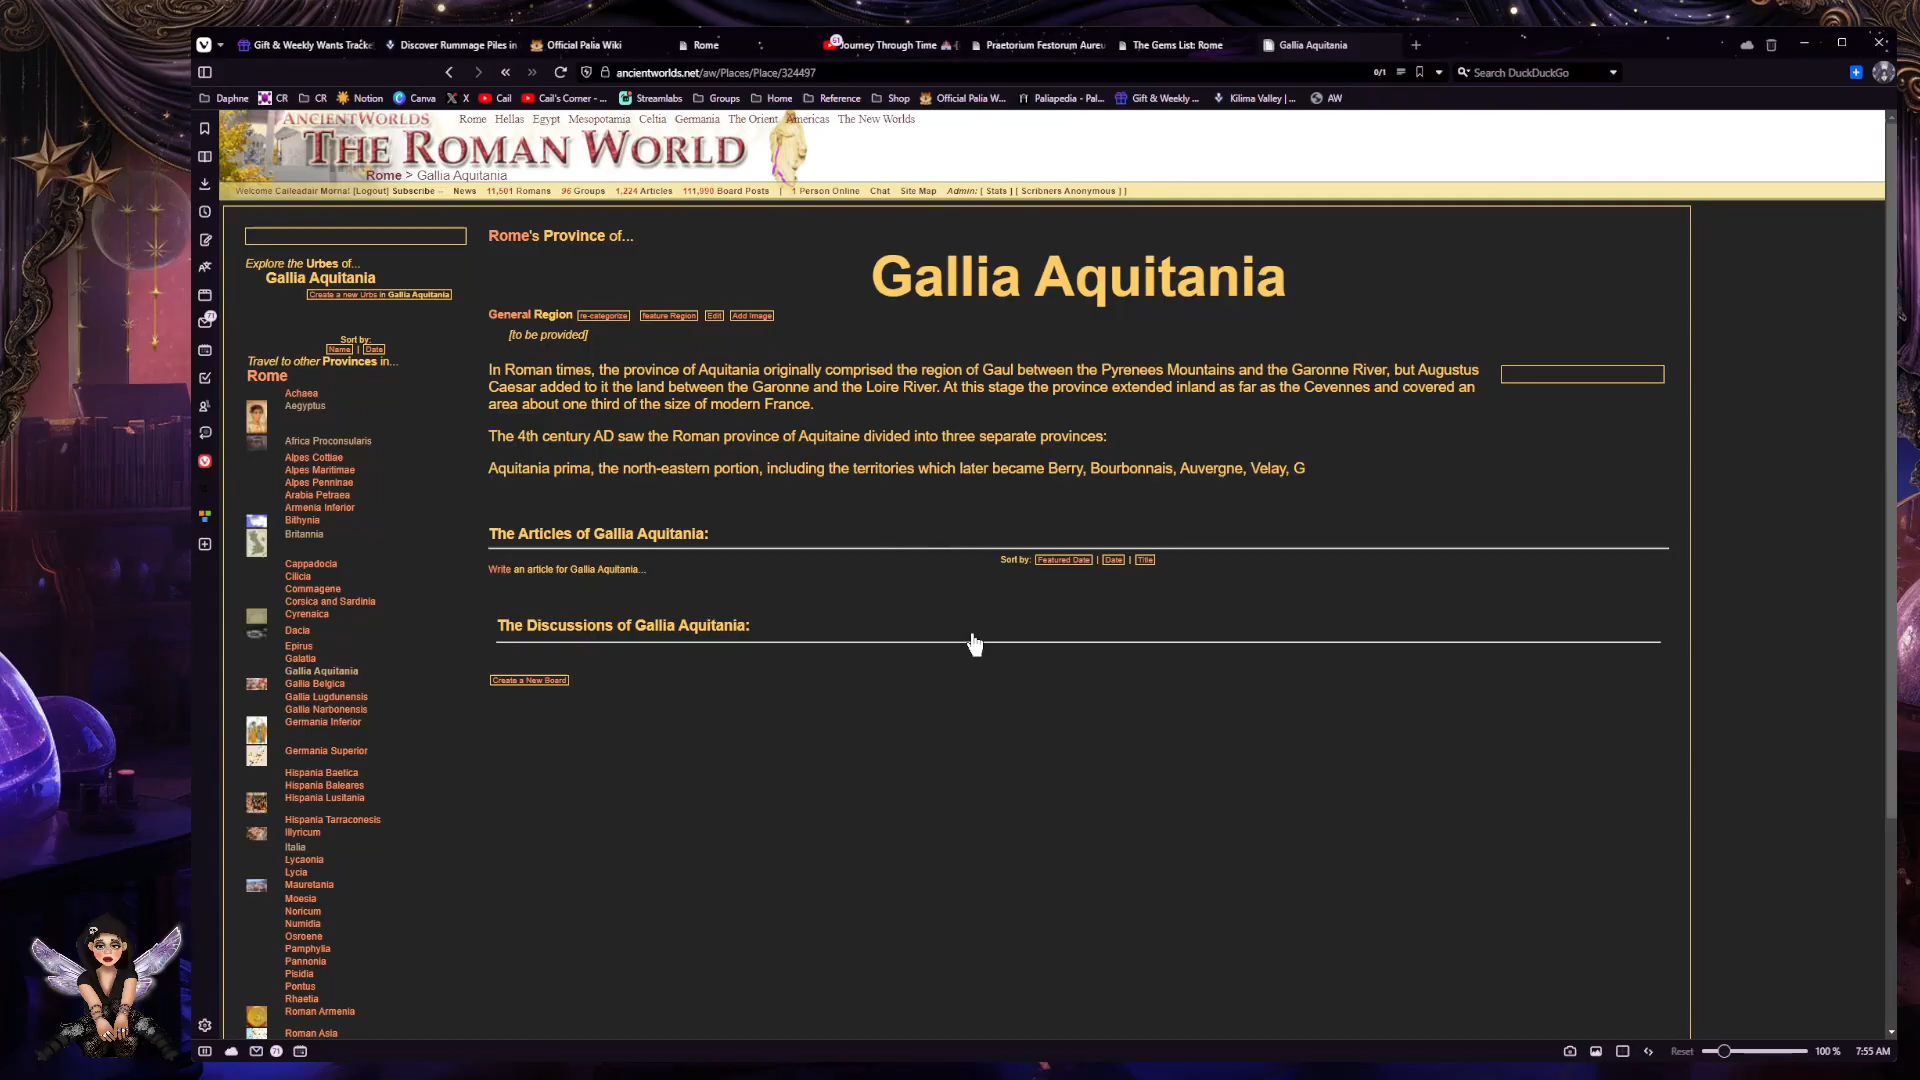 Gift & Weekly Wants Tracke
Discover Rummage Piles in
Official Palia Wiki
Rome
61
Journey Through Time
Praetorium Festorum Aureu
The Gems List: Rome
Gallia Aquitania
ancientworlds.net/aw/Places/Place/324497
0/1
Search DuckDuckGo
Daphne
CR
CR
Notion
Canva
X
Cail
Cail's Corner - ...
Streamlabs
Groups
Home
Reference
Shop
Official Palia W...
Paliapedia - Pal...
Gift & Weekly ...
Kilima Valley | ...
AW
AncientWorlds
Rome Hellas Egypt Mesopotamia Celtia Germania The Orient Americas The New Worlds
The Roman World
Rome > Gallia Aquitania
Welcome Caileadair Morna! [Logout] Subscribe -- News 11,501 Romans 96 Groups 1,224 Articles 111,990 Board Posts | 1 Person Online Chat Site Map Admin: [ Stats ] [ Scribners Anonymous ] ]
Explore the Urbes of...
Gallia Aquitania
Create a new Urbs in Gallia Aquitania
Sort by:
Name | Date
Travel to other Provinces in...
Rome
Achaea
Aegyptus
Africa Proconsularis
Alpes Cottiae
Alpes Maritimae
Alpes Penninae
Arabia Petraea
Armenia Inferior
Bithynia
Britannia
Cappadocia
Cilicia
Commagene
Corsica and Sardinia
Cyrenaica
Dacia
Epirus
Galatia
Gallia Aquitania
Gallia Belgica
Gallia Lugdunensis
Gallia Narbonensis
Germania Inferior
Germania Superior
Hispania Baetica
Hispania Baleares
Hispania Lusitania
Hispania Tarraconesis
Illyricum
Italia
Lycaonia
Lycia
Mauretania
Moesia
Noricum
Numidia
Osroene
Pamphylia
Pannonia
Pisidia
Pontus
Rhaetia
Roman Armenia
Roman Asia
Rome's Province of...
Gallia Aquitania
General Region re-categorize feature Region Edit Add Image
[to be provided]
In Roman times, the province of Aquitania originally comprised the region of Gaul between the Pyrenees Mountains and the Garonne River, but Augustus
Caesar added to it the land between the Garonne and the Loire River. At this stage the province extended inland as far as the Cevennes and covered an
area about one third of the size of modern France.
The 4th century AD saw the Roman province of Aquitaine divided into three separate provinces:
Aquitania prima, the north-eastern portion, including the territories which later became Berry, Bourbonnais, Auvergne, Velay, G
The Articles of Gallia Aquitania:
Sort by: Featured Date | Date | Title
Write an article for Gallia Aquitania...
The Discussions of Gallia Aquitania:
Create a New Board
71
71
Reset
100 %
7:55 AM